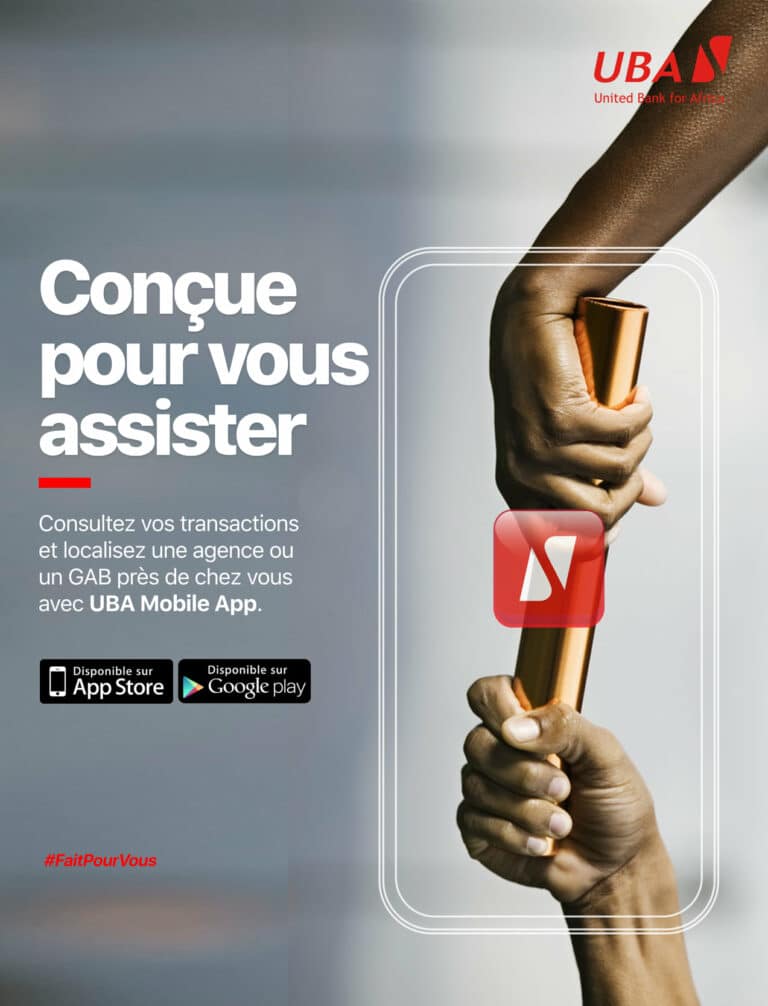 UBA
United Bank for Africa
Conçue
pour vous
assister
Consultez vos transactions
et localisez une agence ou
un GAB près de chez vous
avec UBA Mobile App.
Disponible sur
App Store
Disponible sur
Google play
#FaitPourVous